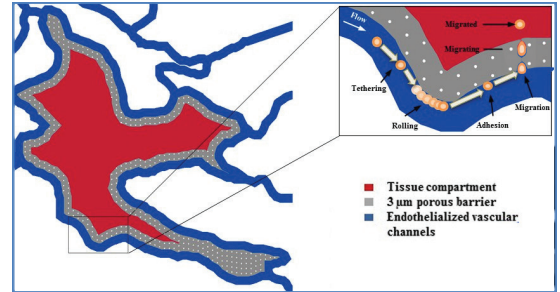 Flow
Migrated
Migrating
Tethering
Rolling
Adhesion
Migration
Tissue compartment
3 µm porous barrier
Endothelialized vascular
channels